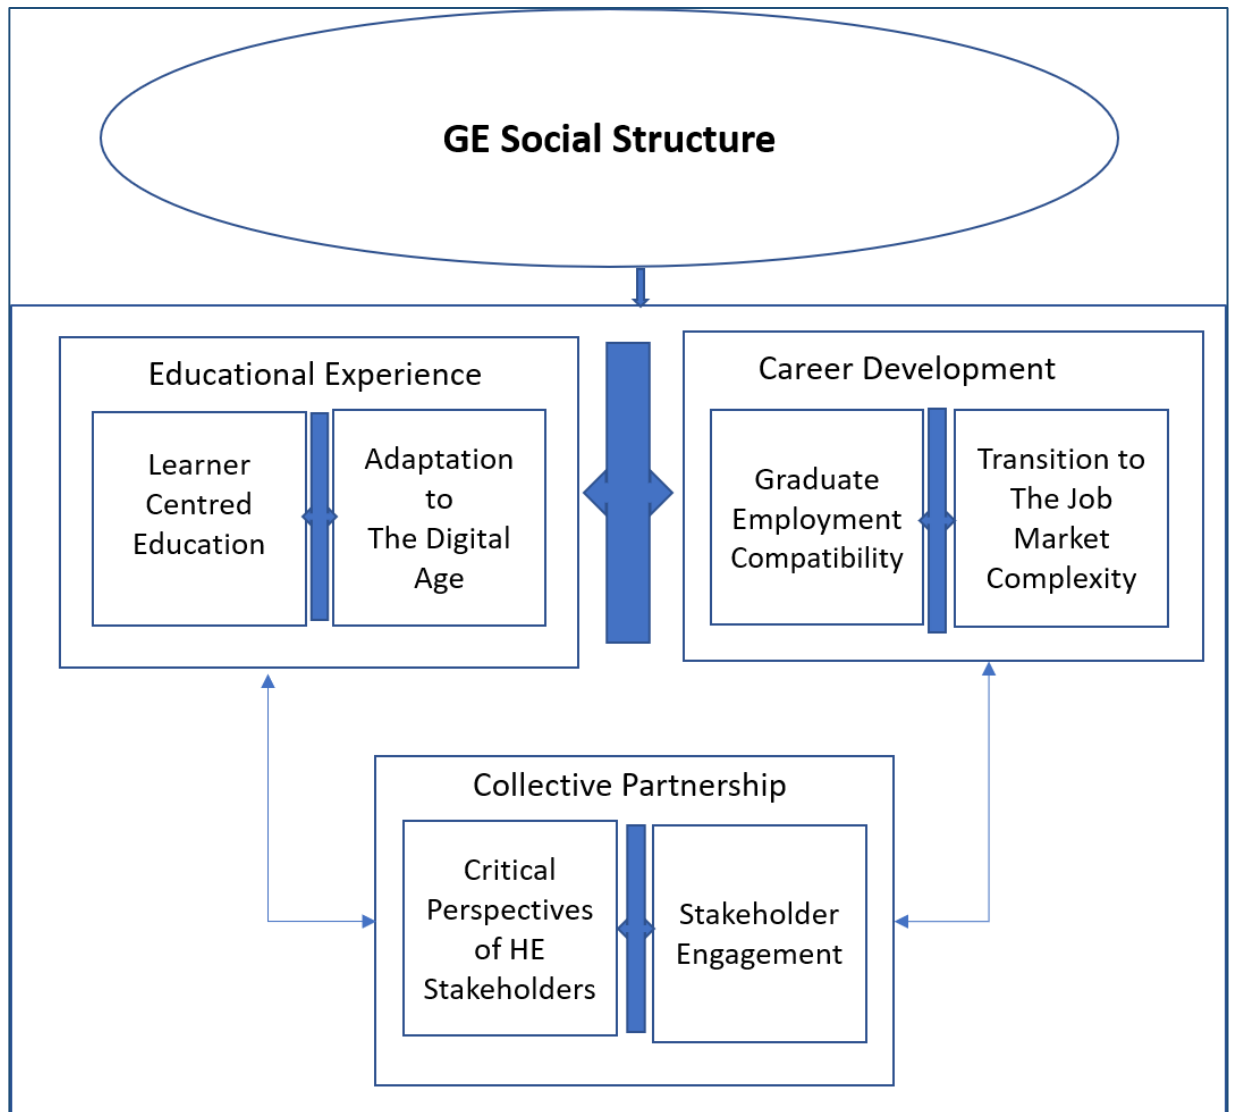 GE Social Structure
Educational Experience
Learner
Centred
Education
Adaptation
to
The Digital
Age
Career Development
Graduate
Employment
Compatibility
Transition to
The Job
Market
Complexity
Collective Partnership
Critical
Perspectives
of HE
Stakeholders
Stakeholder
Engagement